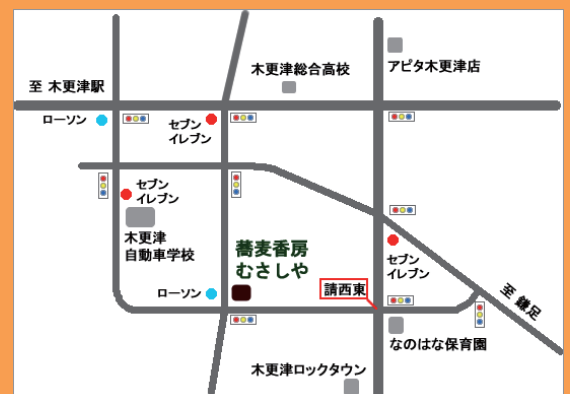 木更津総合高校
アピタ木更津店
至 木更津駅
ローソン
セブン
イレブン
セブン
イレブン
木更津
自動車学校
蕎麦香房
むさしや
セブン
イレブン
ローソン
請西東
至 鎌足
なのはな保育園
木更津ロックタウン